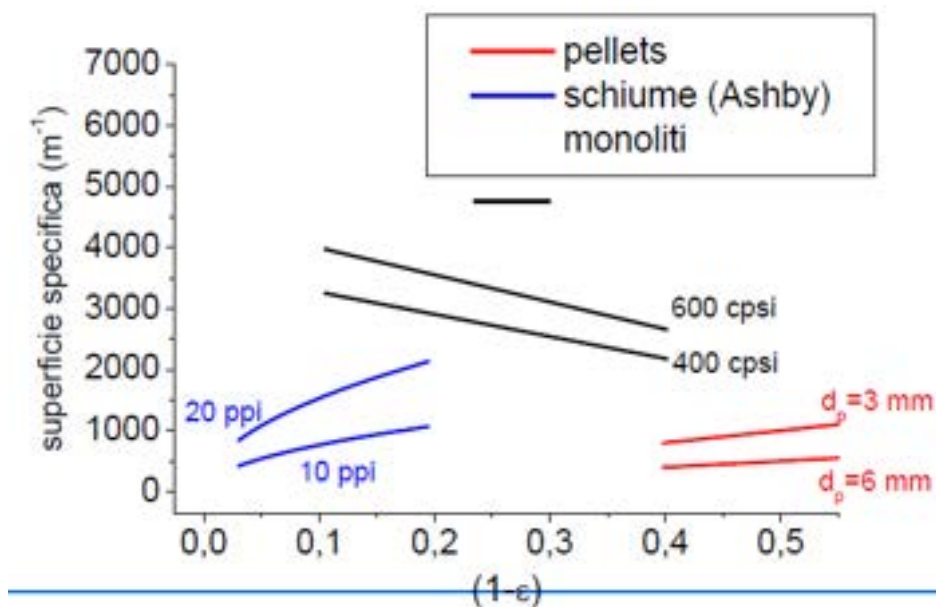 pellets
schiume (Ashby)
monoliti
superficie specifica (m⁻¹)
7000
6000
5000
4000
3000
2000
1000
0
600 cpsi
400 cpsi
20 ppi
10 ppi
dₚ=3 mm
dₚ=6 mm
0,0 0,1 0,2 0,3 0,4 0,5
(1-ε)